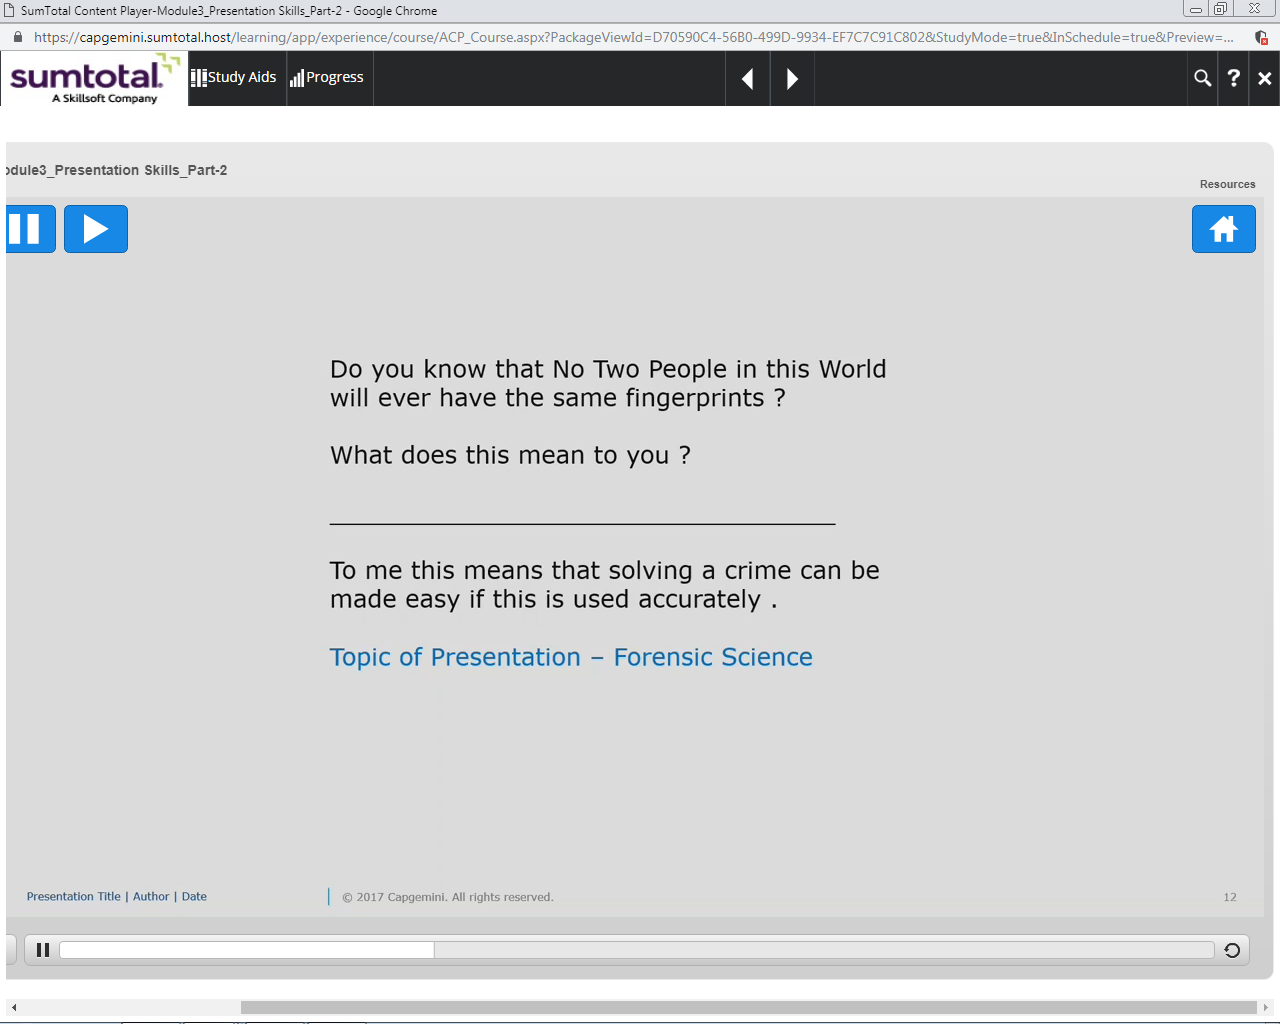 SumTotal Content Player-Module3_Presentation Skills_Part-2 - Google Chrome
https://capgemini.sumtotal.host/learning/app/experience/course/ACP_Course.aspx?PackageViewId=D70590C4-56B0-499D-9934-EF7C7C91C802&StudyMode=true&InSchedule=true&Preview=...
sumtotal.
A Skillsoft Company
Study Aids
Progress
?
odule3_Presentation Skills_Part-2
Resources
Do you know that No Two People in this World
will ever have the same fingerprints ?
What does this mean to you ?
To me this means that solving a crime can be
made easy if this is used accurately .
Topic of Presentation – Forensic Science
Presentation Title | Author | Date
© 2017 Capgemini. All rights reserved.
12